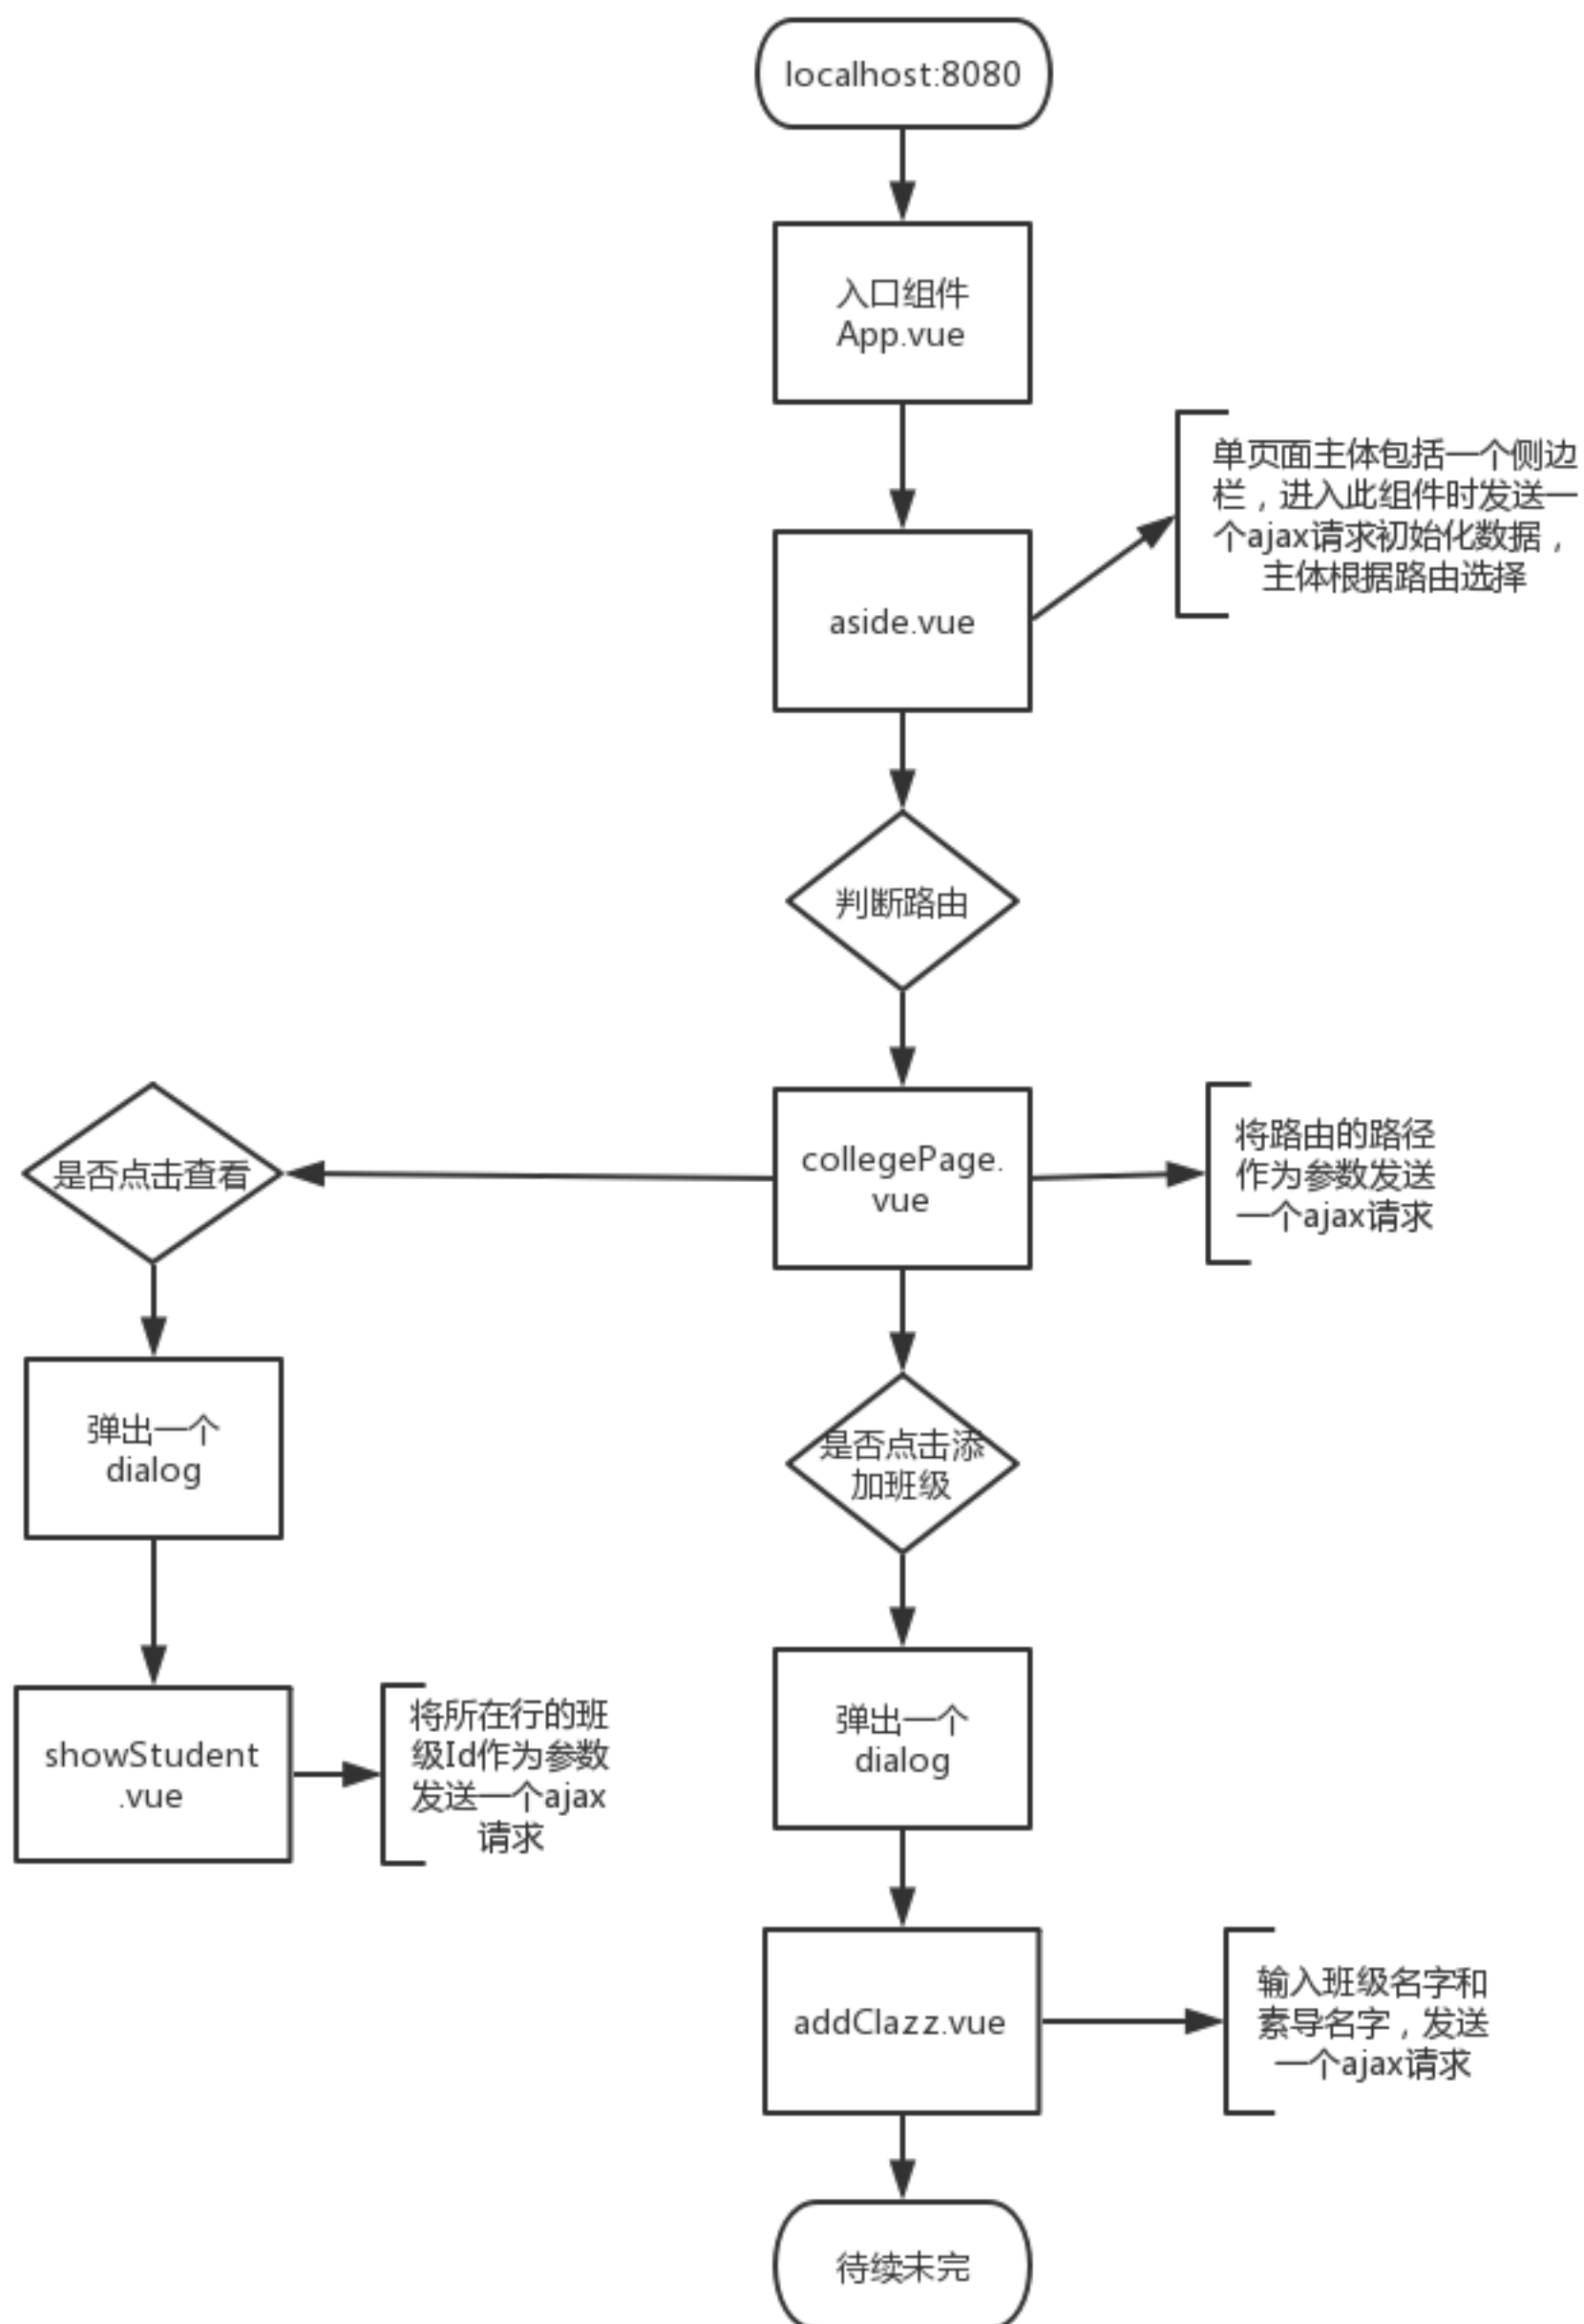 localhost:8080
入口组件
App.vue
单页面主体包括一个侧边
栏，进入此组件时发送一
个ajax请求初始化数据，
主体根据路由选择
aside.vue
判断路由
是否点击查看
collegePage.
vue
将路由的路径
作为参数发送
一个ajax请求
弹出一个
dialog
是否点击添
加班级
showStudent
.vue
将所在行的班
级Id作为参数
发送一个ajax
请求
弹出一个
dialog
addClazz.vue
输入班级名字和
素导名字，发送
一个ajax请求
待续未完